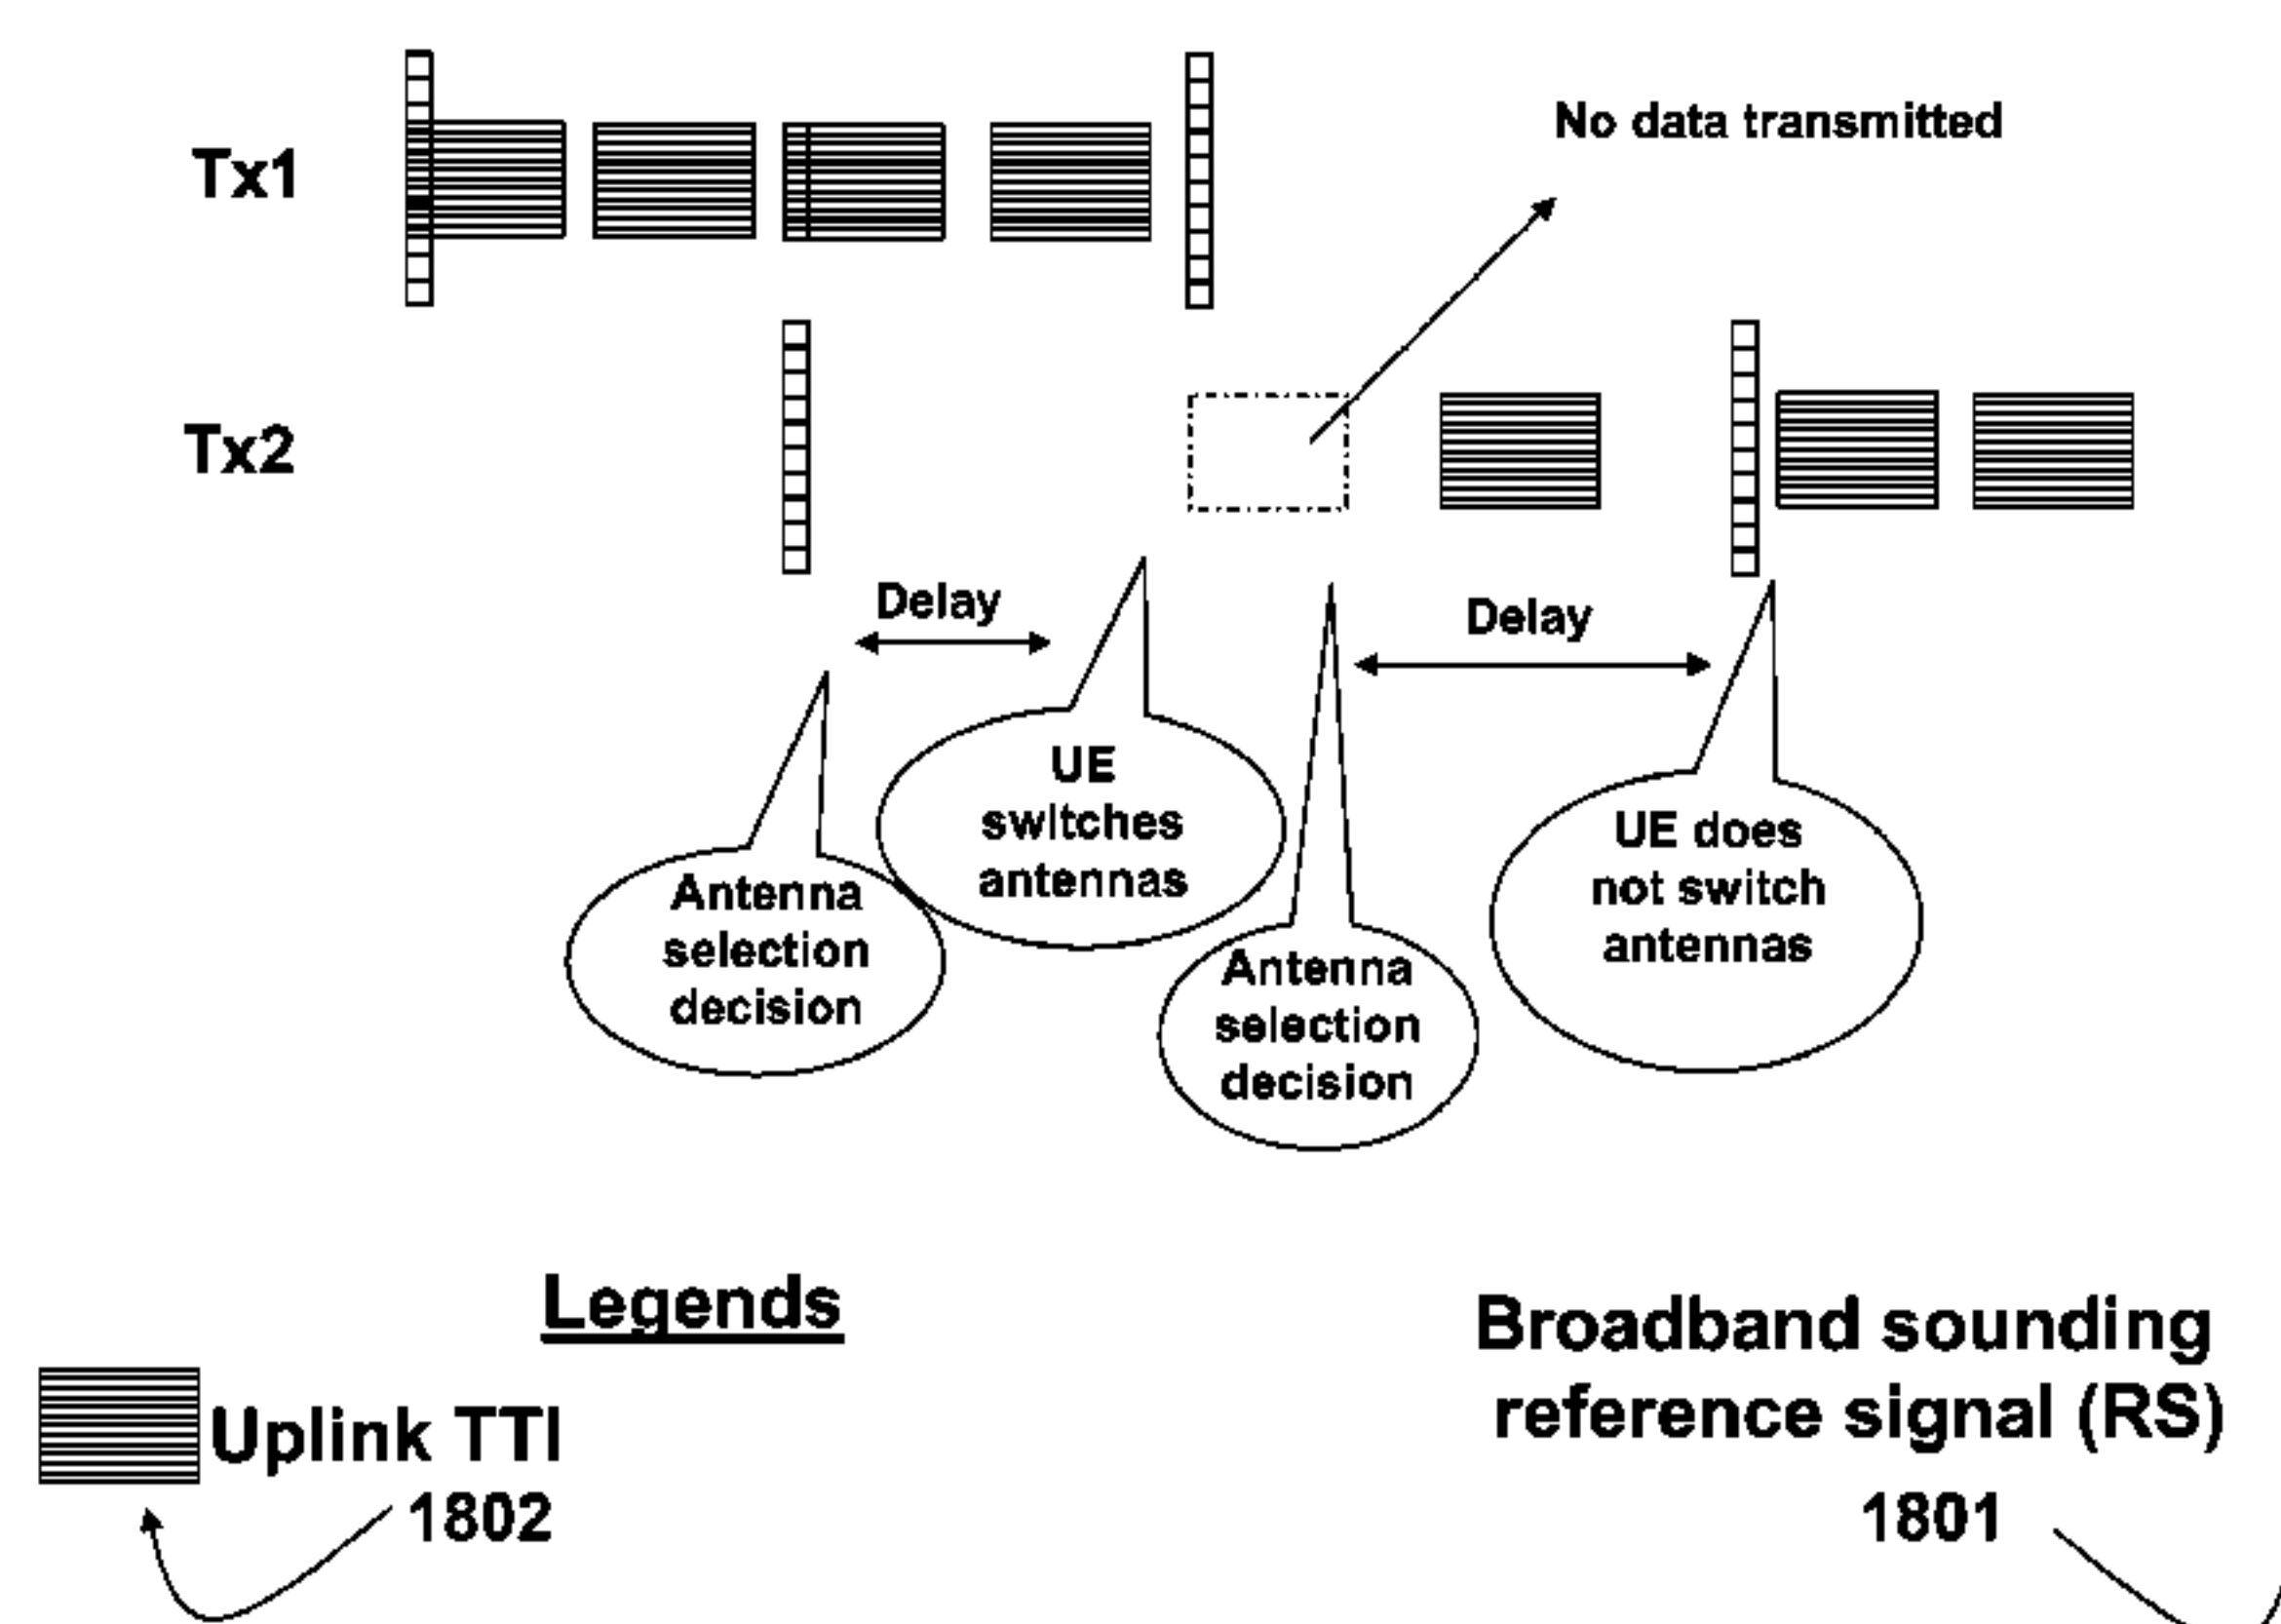 No data transmitted
Tx1
Tx2
Delay
Delay
UE
switches
antennas
Antenna
selection
decision
UE does
not switch
antennas
Antenna
selection
decision
Legends
Uplink TTI
1802
Broadband sounding
reference signal (RS)
1801